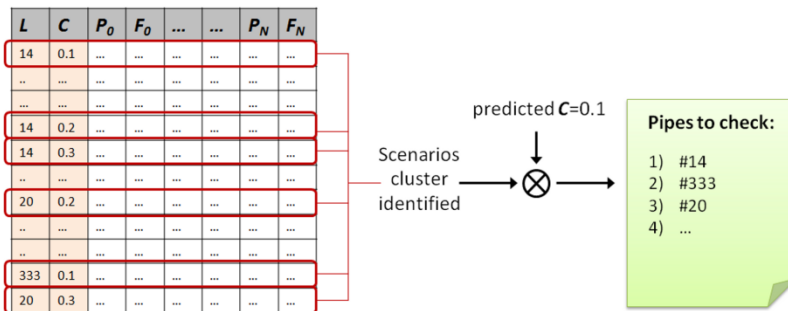 L C P0 F0 ... ... PN FN
14 0.1 ... ... ... ... ... ...
.. ... ... ... ... ... ... ...
... ... ... ... ... ... ... ...
14 0.2 ... ... ... ... ... ...
14 0.3 ... ... ... ... ... ...
.. ... ... ... ... ... ... ...
20 0.2 ... ... ... ... ... ...
.. ... ... ... ... ... ... ...
.. ... ... ... ... ... ... ...
333 0.1 ... ... ... ... ... ...
20 0.3 ... ... ... ... ... ...
Scenarios
cluster
identified
predicted C=0.1
Pipes to check:
1) #14
2) #333
3) #20
4) ...